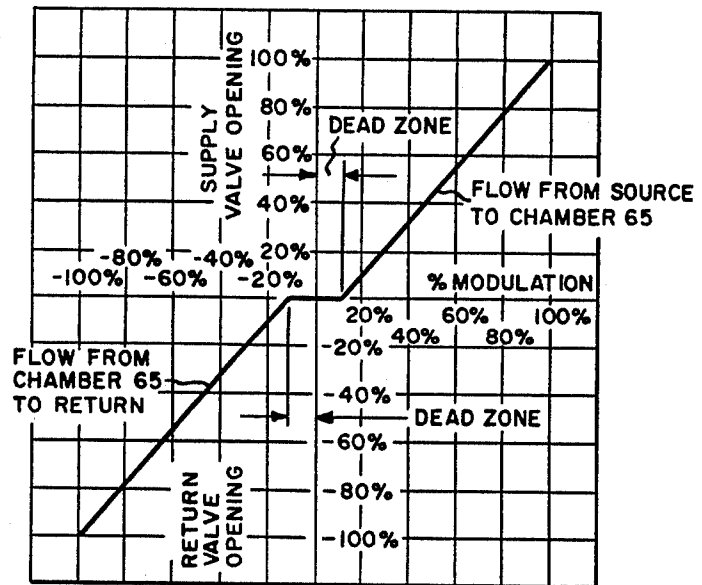 SUPPLY
VALVE OPENING
100%
80%
DEAD ZONE
60%
40%
FLOW FROM SOURCE
TO CHAMBER 65
-80% -40% 20%
-100% -60% -20%
% MODULATION
20% 60% 100%
40% 80%
-20%
FLOW FROM
CHAMBER 65
TO RETURN
-40%
DEAD ZONE
-60%
RETURN
VALVE
OPENING
-80%
-100%